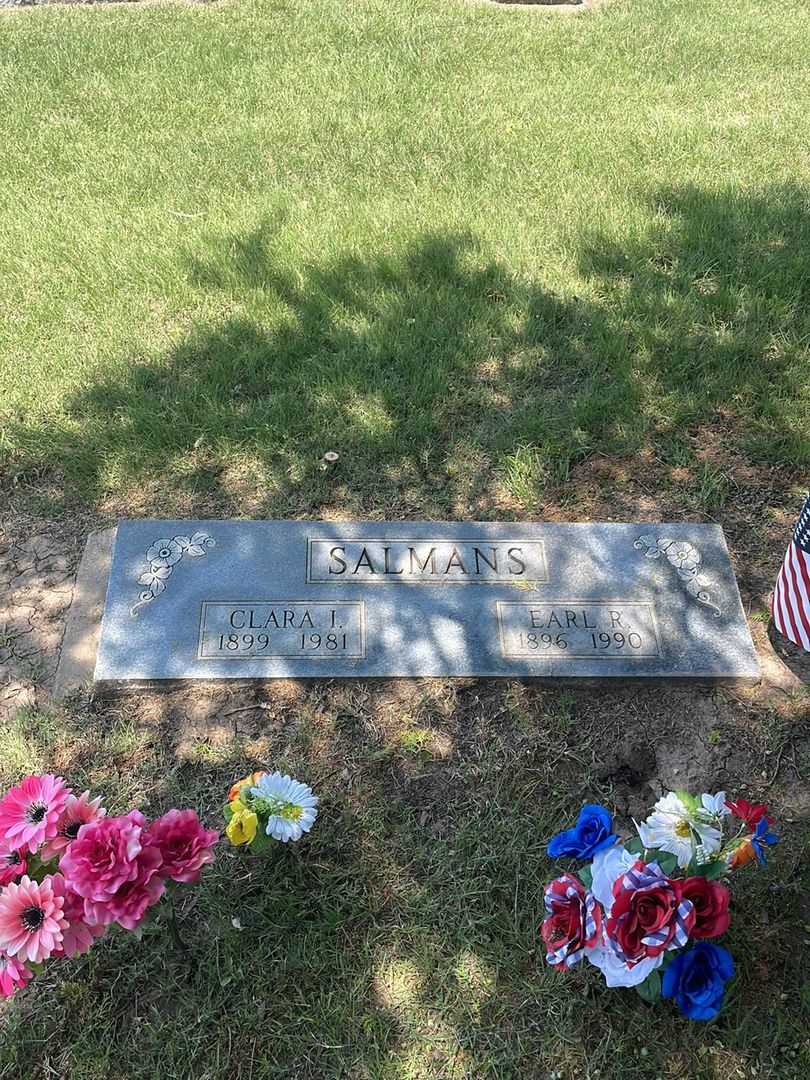 SALMANS
CLARA I.
1899 1981
EARL R.
1896 1990